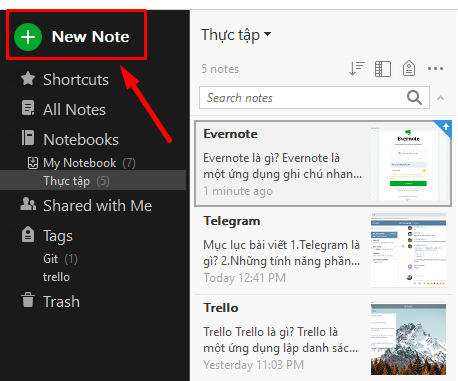 New Note
Shortcuts
All Notes
Notebooks
My Notebook (7)
Thực tập (5)
Shared with Me
Tags
Git (1)
trello
Trash
Thực tập
5 notes
Search notes
Evernote
Evernote là gì? Evernote là
một ứng dụng ghi chú nhan...
1 minute ago
Evernote
Telegram
Mục lục bài viết 1.Telegram là
gì? 2.Những tính năng phần...
Today 12:41 PM
Trello
Trello Trello là gì? Trello là
một ứng dụng lập danh sác...
Yesterday 11:03 PM